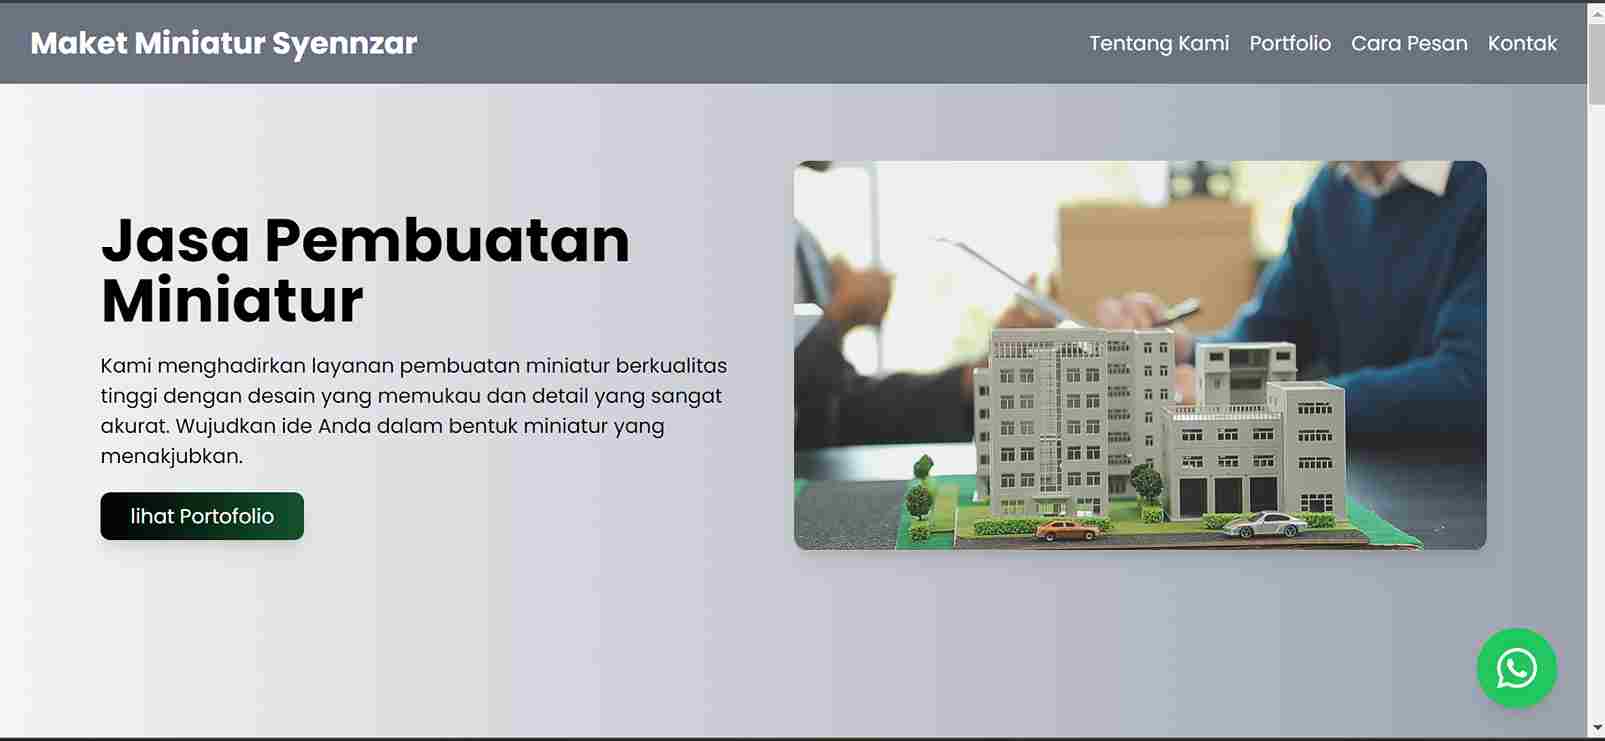 Maket Miniatur Syennzar
Tentang Kami Portfolio Cara Pesan Kontak
Jasa Pembuatan
Miniatur
Kami menghadirkan layanan pembuatan miniatur berkualitas
tinggi dengan desain yang memukau dan detail yang sangat
akurat. Wujudkan ide Anda dalam bentuk miniatur yang
menakjubkan.
lihat Portofolio